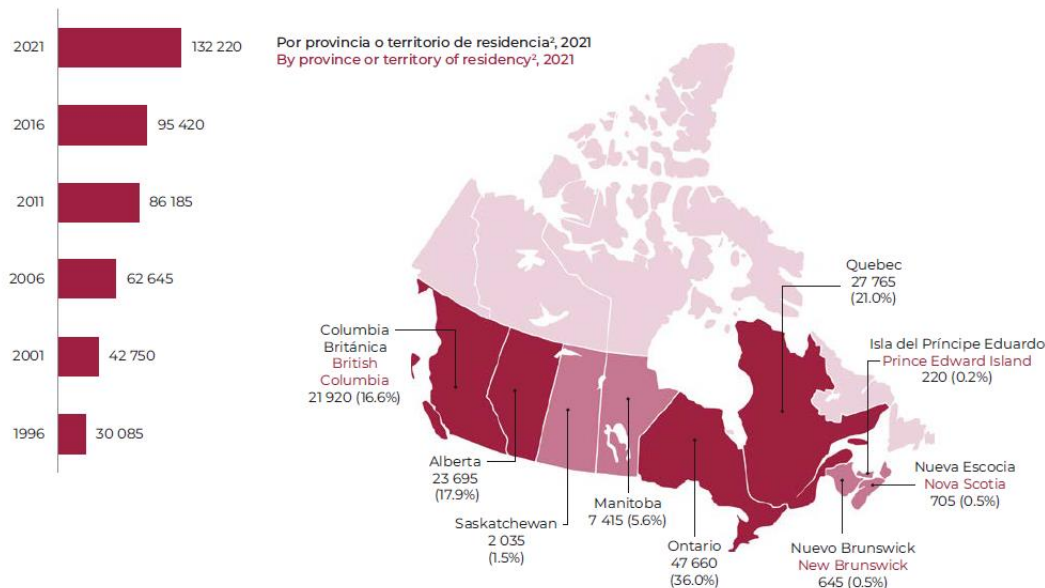 2021
132 220
2016
95 420
2011
86 185
2006
62 645
2001
42 750
1996
30 085
Por provincia o territorio de residencia², 2021
By province or territory of residency², 2021
Columbia
Británica
British
Columbia
21 920 (16.6%)
Alberta
23 695
(17.9%)
Saskatchewan
2 035
(1.5%)
Manitoba
7 415 (5.6%)
Ontario
47 660
(36.0%)
Quebec
27 765
(21.0%)
Isla del Príncipe Eduardo
Prince Edward Island
220 (0.2%)
Nueva Escocia
Nova Scotia
705 (0.5%)
Nuevo Brunswick
New Brunswick
645 (0.5%)